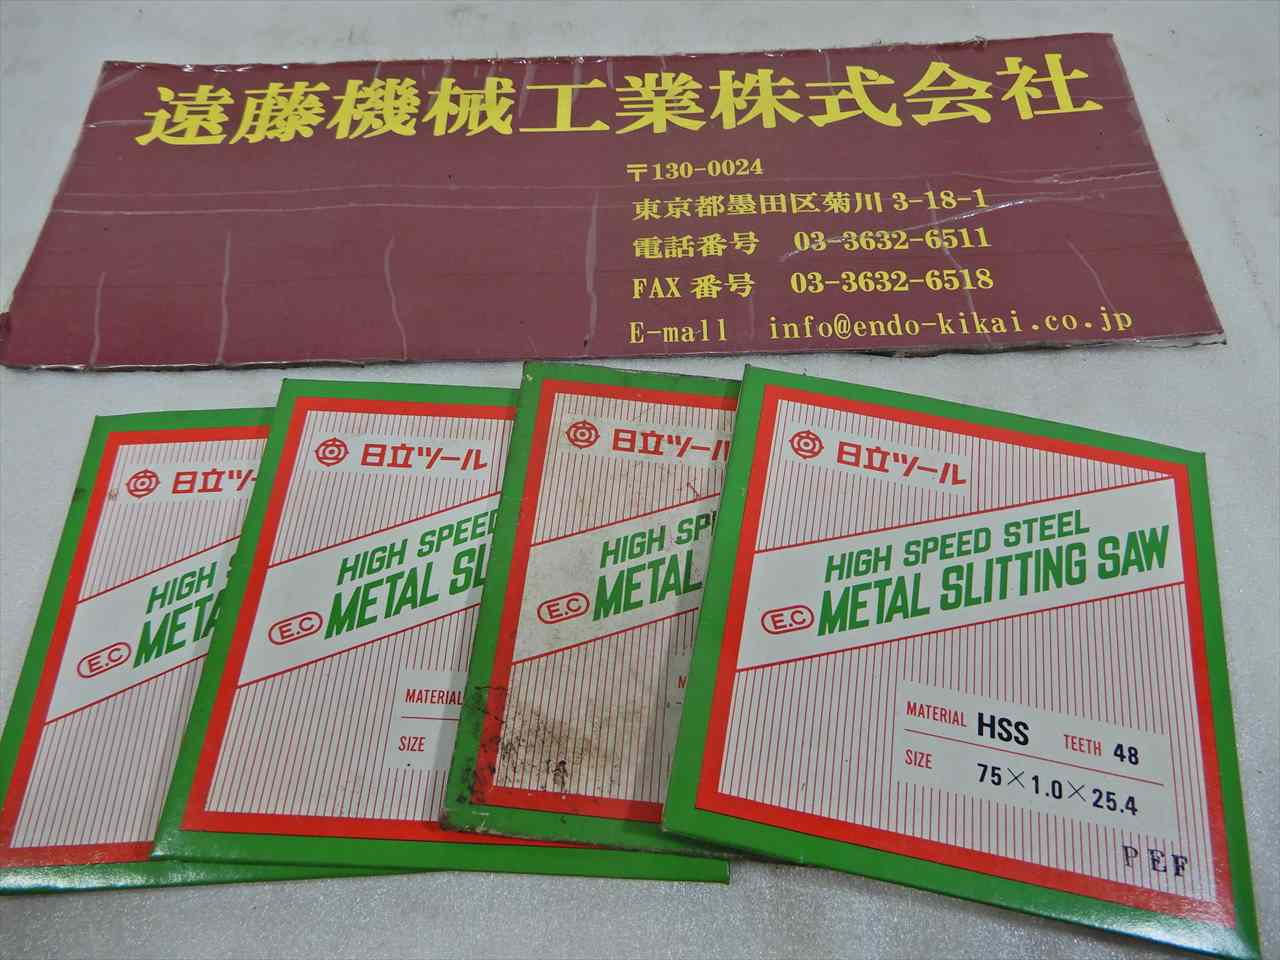 遠藤機械工業株式会社
〒130-0024
東京都墨田区菊川 3-18-1
電話番号 03-3632-6511
FAX 番号 03-3632-6518
E-mall info@endo-kikai.co.jp
日立ツー
HIGH S
E.C META
日立ツール
HIGH SPEED
E.C METAL SL
MATERIAL
SIZE
日立ツール
HIGH SP
E.C METAL
M
日立ツール
HIGH SPEED STEEL
E.C METAL SLITTING SAW
MATERIAL HSS TEETH 48
SIZE 75×1.0×25.4
PEF